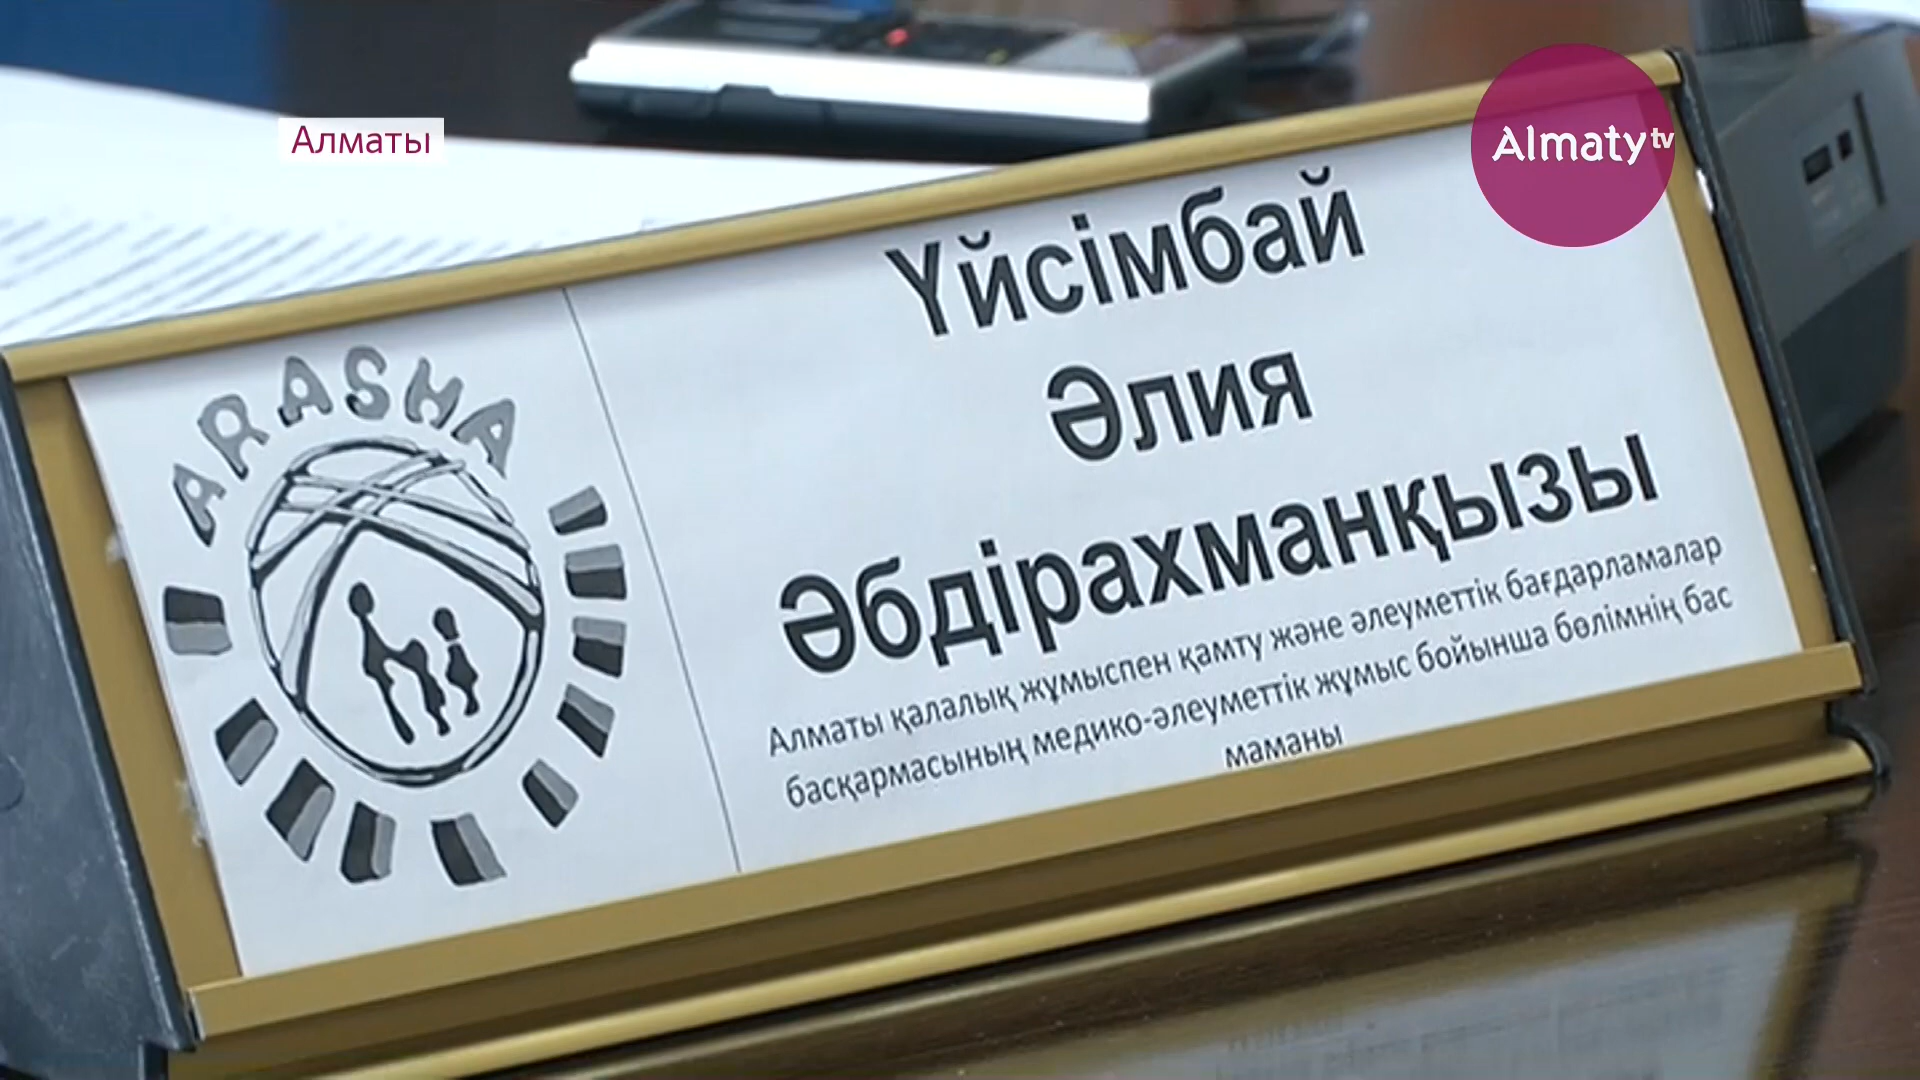 Алматы
Almaty tv
ARASHA
Үйсімбай
Әлия
Әбдірахманқызы
Алматы қалалық жұмыспен қамту және әлеуметтік бағдарламалар
басқармасының медико-әлеуметтік жұмыс бойынша бөлімнің бас
маманы